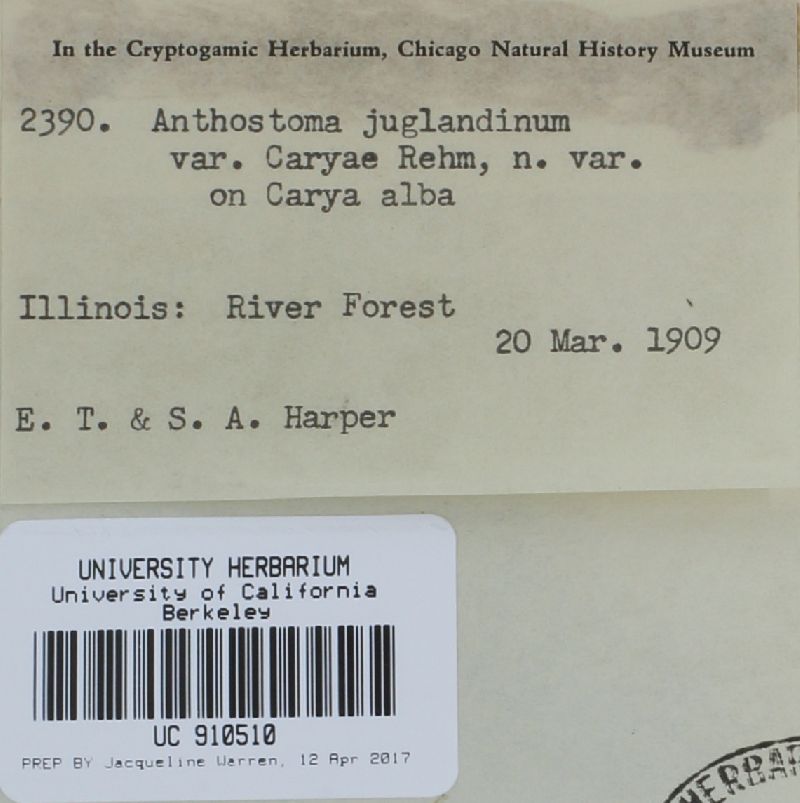 In the Cryptogamic Herbarium, Chicago Natural History Museum
2390. Anthostoma juglandinum
var. Caryae Rehm, n. var.
on Carya alba
Illinois: River Forest
20 Mar. 1909
E. T. & S. A. Harper
UNIVERSITY HERBARIUM
University of California
Berkeley
UC 910510
PREP BY Jacqueline Warren, 12 Apr 2017